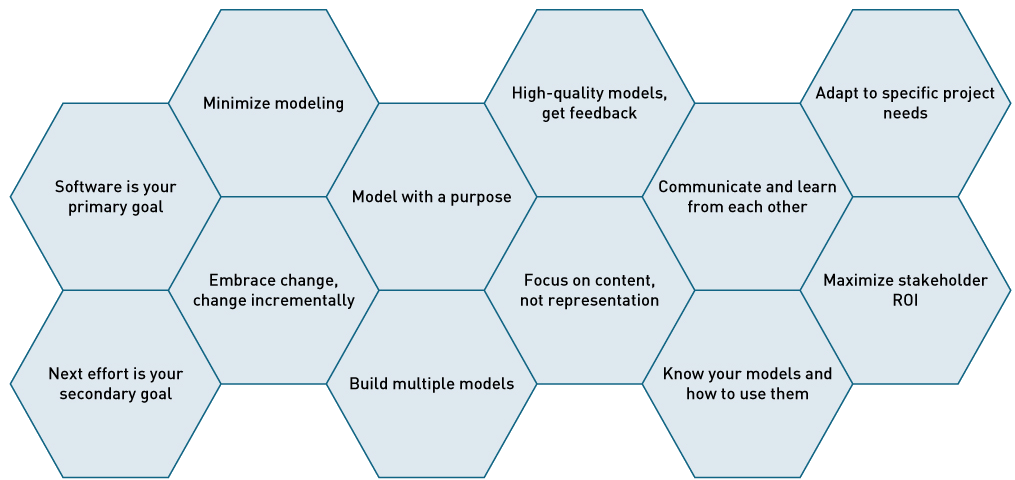 Minimize modeling
High-quality models,
get feedback
Adapt to specific project
needs
Software is your
primary goal
Model with a purpose
Communicate and learn
from each other
Embrace change,
change incrementally
Focus on content,
not representation
Maximize stakeholder
ROI
Next effort is your
secondary goal
Build multiple models
Know your models and
how to use them